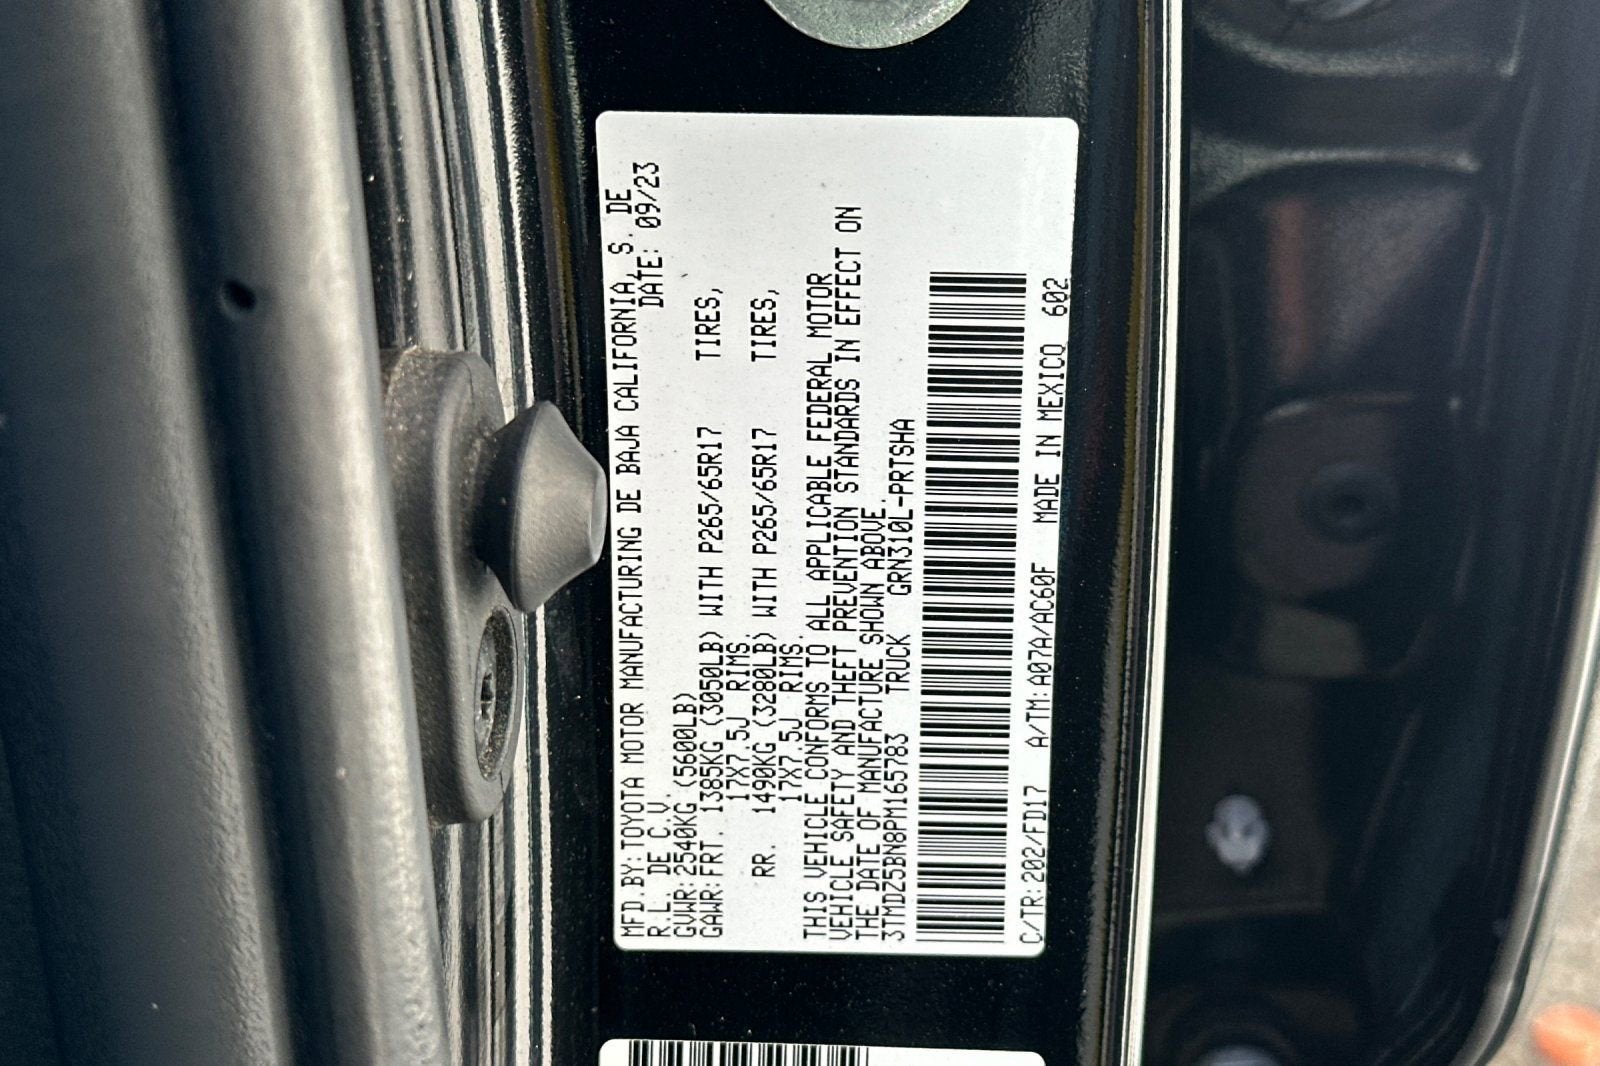 MFD.BY:TOYOTA MOTOR MANUFACTURING DE BAJA CALIFORNIA, S. DE
R.L. DE C.V. DATE: 09/23
GVWR:2540KG (5600LB)
GAWR:FRT. 1385KG (3050LB) WITH P265/65R17 TIRES,
17X7.5J RIMS.
RR. 1490KG (3280LB) WITH P265/65R17 TIRES,
17X7.5J RIMS.
THIS VEHICLE CONFORMS TO ALL APPLICABLE FEDERAL MOTOR
VEHICLE SAFETY AND THEFT PREVENTION STANDARDS IN EFFECT ON
THE DATE OF MANUFACTURE SHOWN ABOVE.
3TMDZ5BN8PM165783 TRUCK GRN310L-PRTSHA
C/TR:202/FD17 A/TM:A07A/AC60F MADE IN MEXICO 602